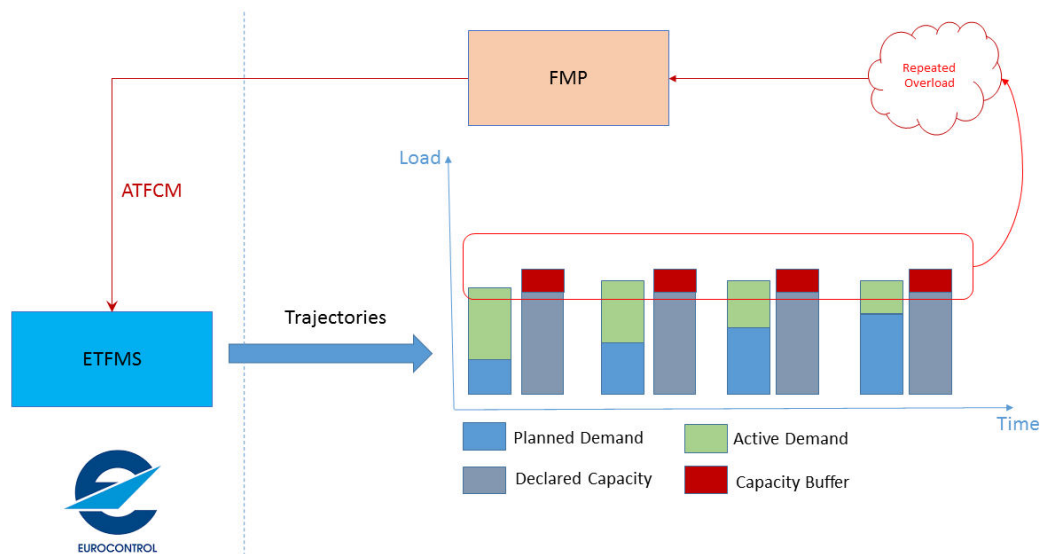 FMP
Repeated
Overload
Load
ATFCM
ETFMS
Trajectories
Time
Planned Demand
Active Demand
Declared Capacity
Capacity Buffer
EUROCONTROL